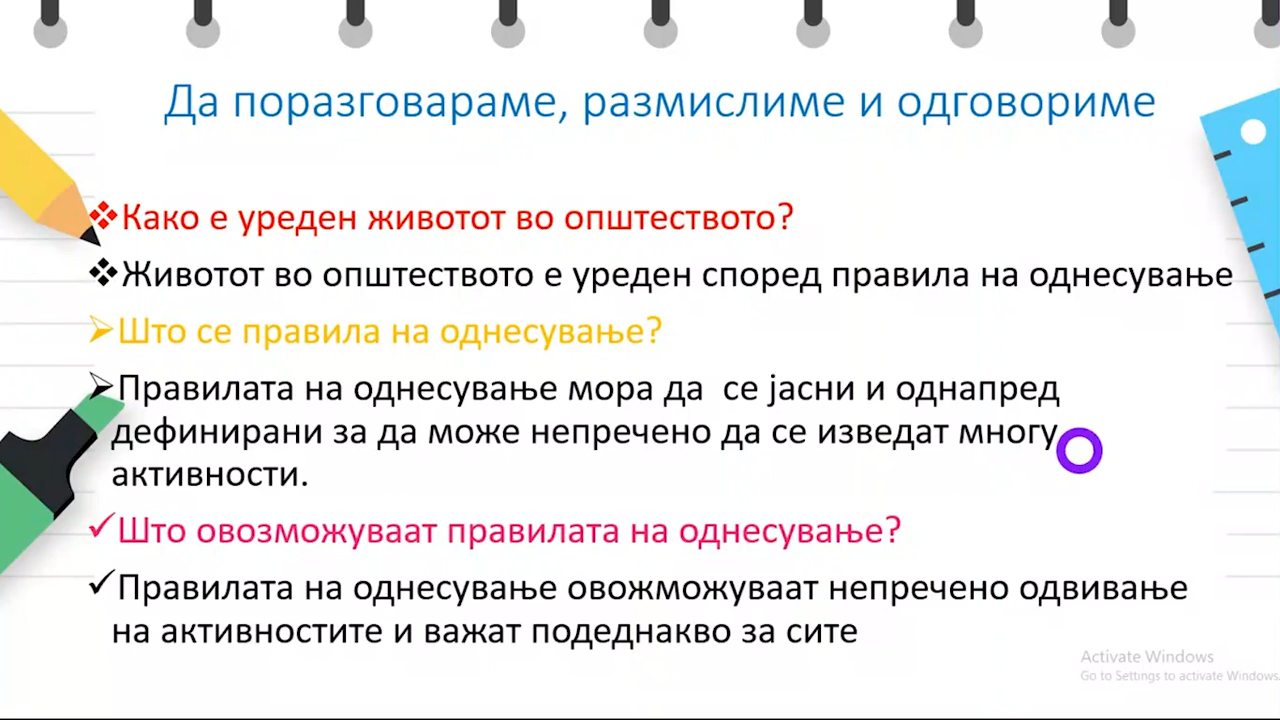 Да поразговараме, размислиме и одговориме
Како е уреден животот во општеството?
Животот во општеството е уреден според правила на однесување
Што се правила на однесување?
Правилата на однесување мора да се јасни и однапред
дефинирани за да може непречено да се изведат многу
активности.
Што овозможуваат правилата на однесување?
Правилата на однесување овожможуваат непречено одвивање
на активностите и важат подеднакво за сите
Activate Windows
Go to Settings to activate Windows.